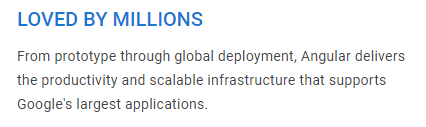 LOVED BY MILLIONS
From prototype through global deployment, Angular delivers
the productivity and scalable infrastructure that supports
Google's largest applications.